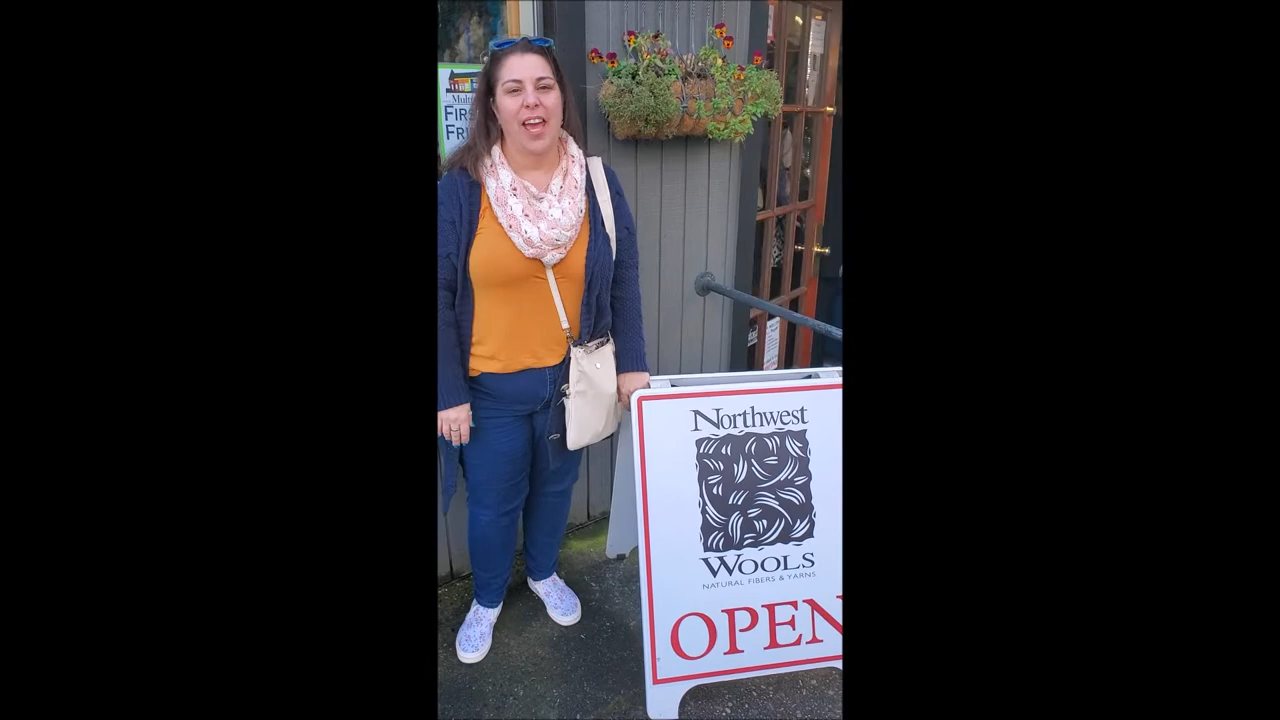 FIRS
FRI
Northwest
WOOLS
NATURAL FIBERS & YARNS
OPEN